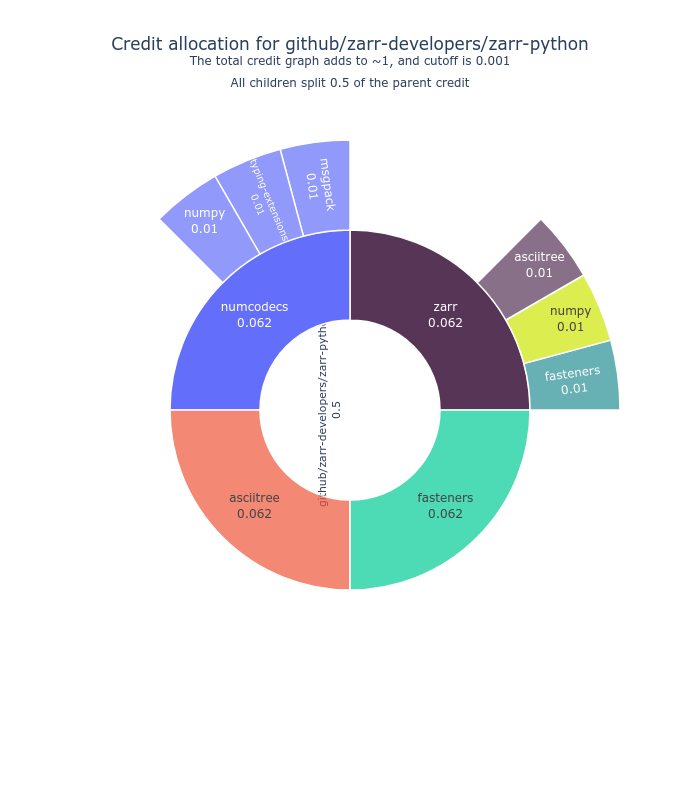 Credit allocation for github/zarr-developers/zarr-python
The total credit graph adds to ~1, and cutoff is 0.001
All children split 0.5 of the parent credit
msgpack
0.01
typing-extensions
0.01
numpy
0.01
asciitree
0.01
numpy
0.01
fasteners
0.01
numcodecs
0.062
zarr
0.062
github/zarr-developers/zarr-pyth
0.5
asciitree
0.062
fasteners
0.062